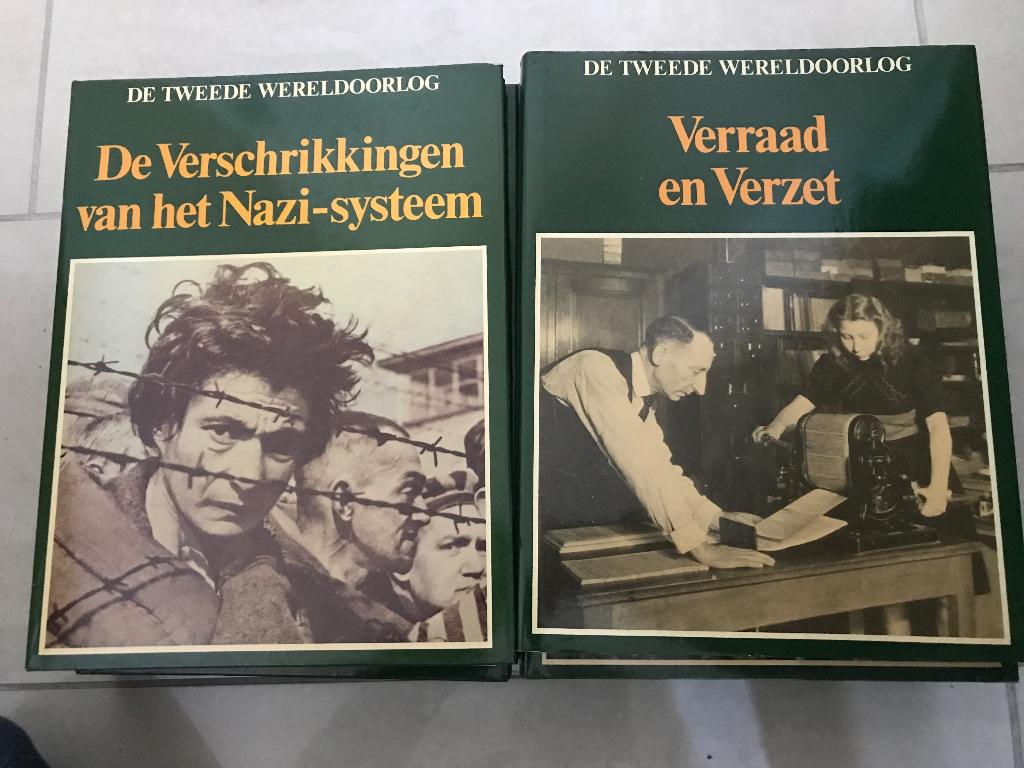 DE TWEEDE WERELDOORLOG
De Verschrikkingen
van het Nazi-systeem
DE TWEEDE WERELDOORLOG
Verraad
en Verzet